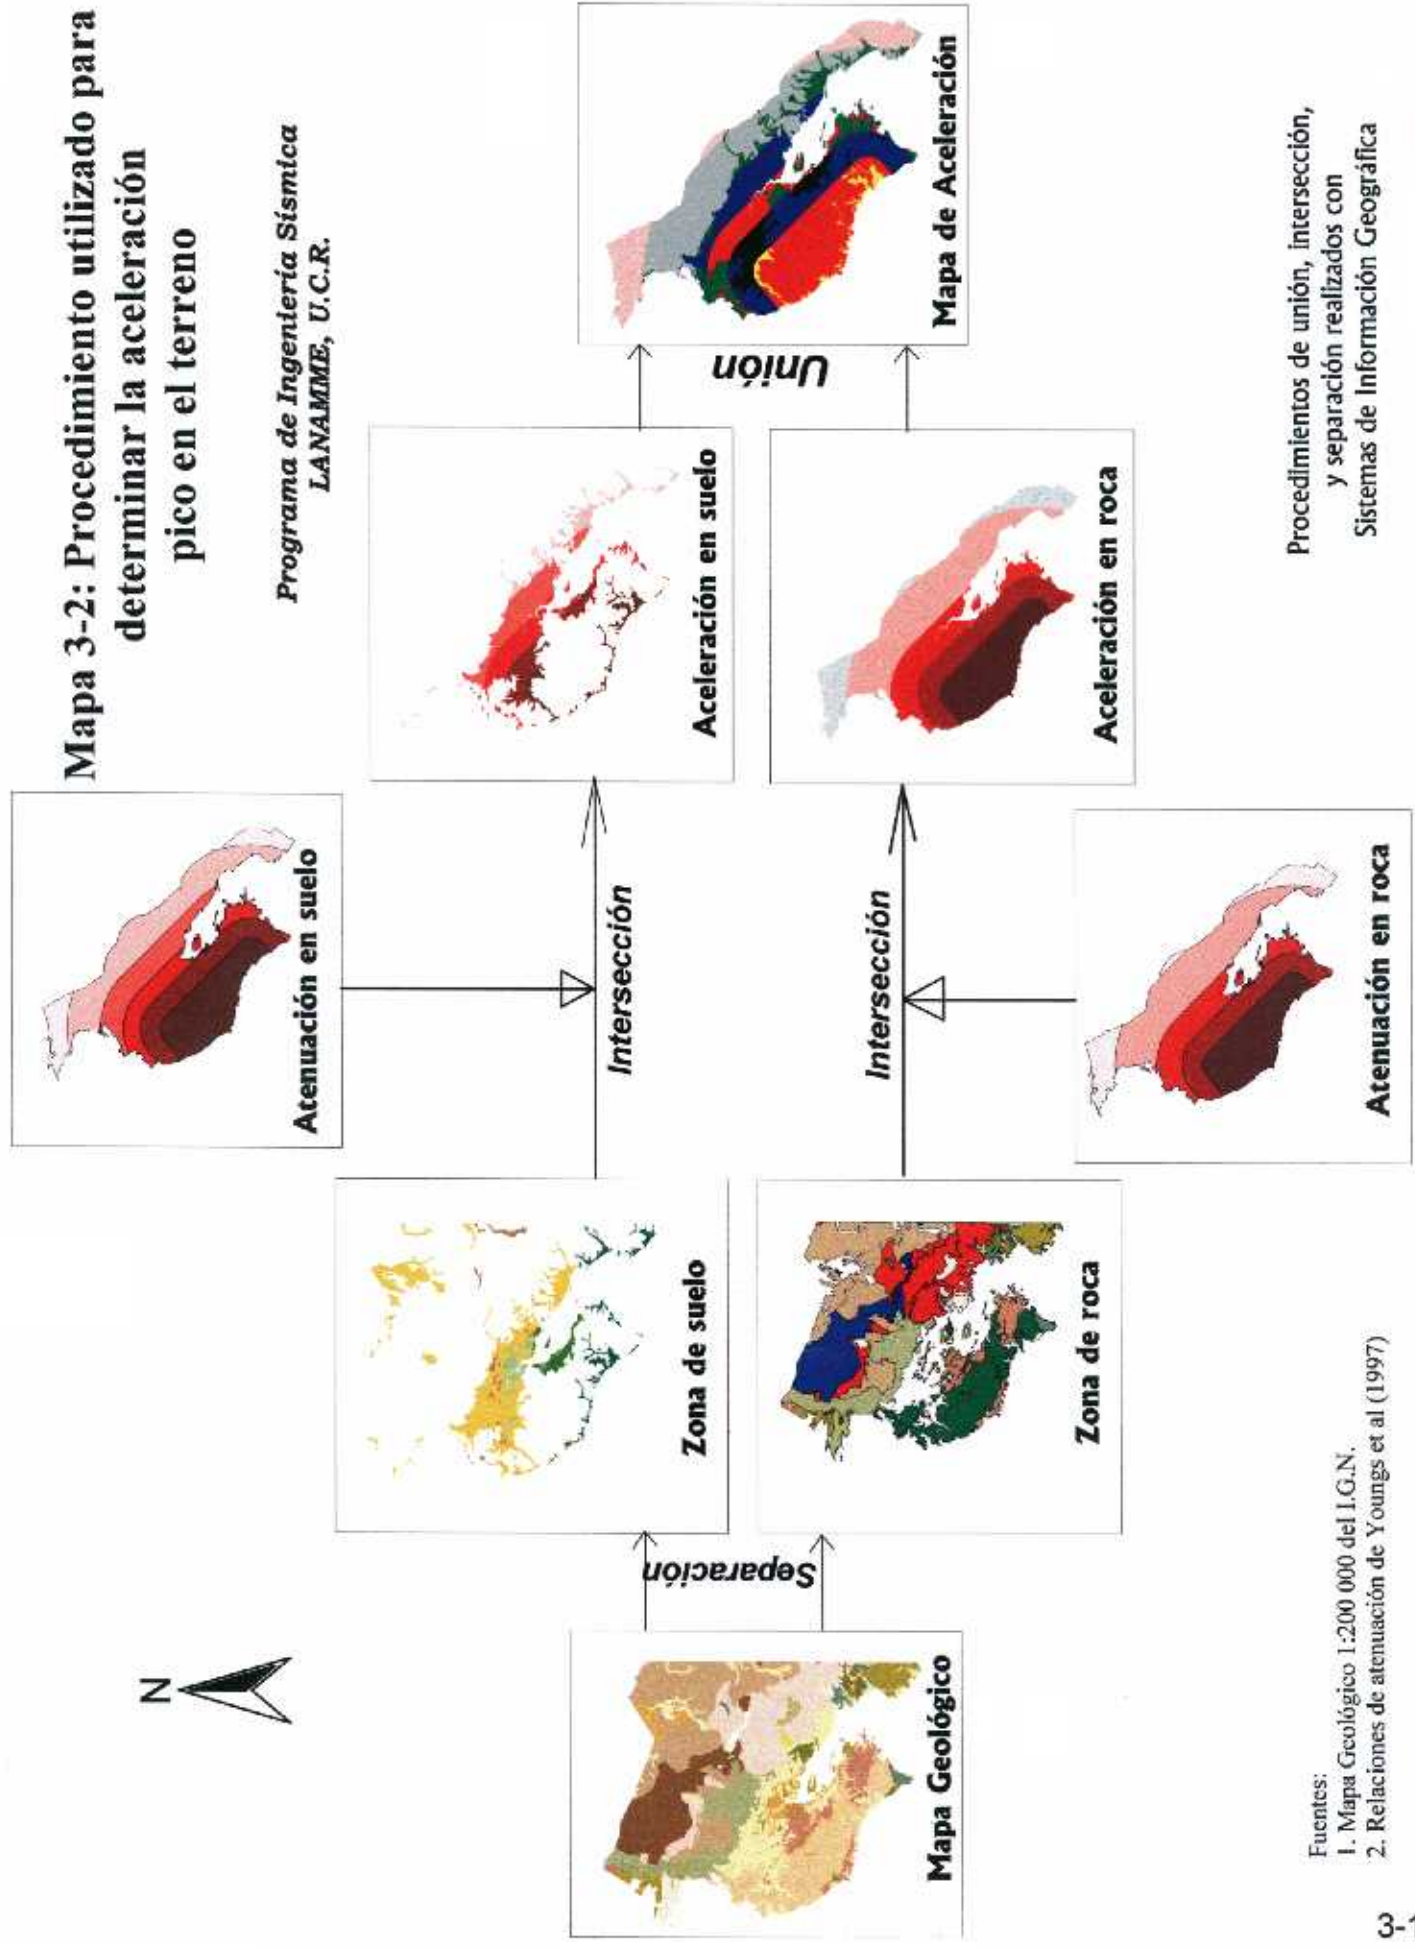 Mapa 3-2: Procedimiento utilizado para
determinar la aceleración
pico en el terreno
Programa de Ingeniería Sísmica
LANAMME, U.C.R.
N
Atenuación en suelo
Mapa Geológico
Separación
Zona de suelo
Zona de roca
Intersección
Intersección
Atenuación en roca
Aceleración en suelo
Aceleración en roca
Unión
Mapa de Aceleración
Fuentes:
1. Mapa Geológico 1:200 000 del I.G.N.
2. Relaciones de atenuación de Youngs et al (1997)
Procedimientos de unión, intersección,
y separación realizados con
Sistemas de Información Geográfica